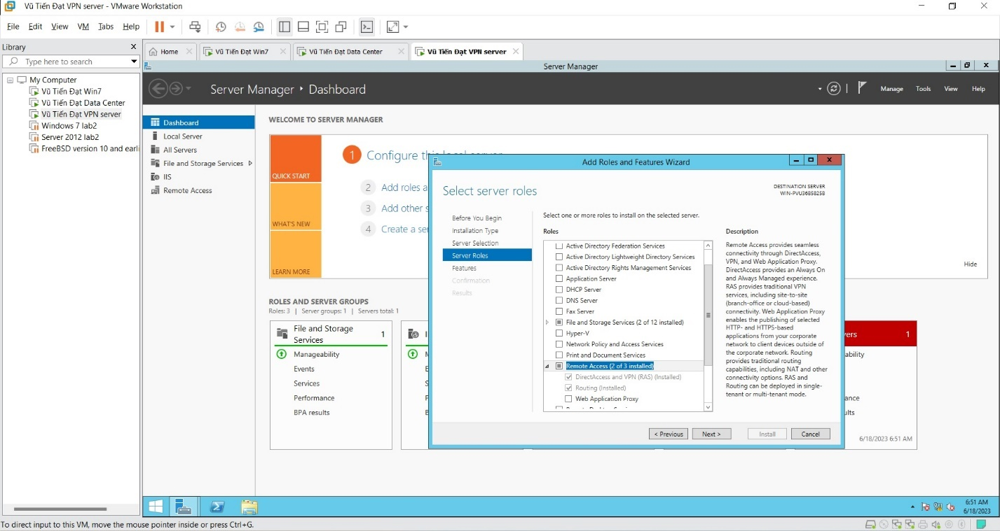 Vũ Tiến Đạt VPN server - VMware Workstation
File Edit View VM Tabs Help
Library
Type here to search
My Computer
Vũ Tiến Đạt Win7
Vũ Tiến Đạt Data Center
Vũ Tiến Đạt VPN server
Windows 7 lab2
Server 2012 lab2
FreeBSD version 10 and earli
Home
Vũ Tiến Đạt Win7
Vũ Tiến Đạt Data Center
Vũ Tiến Đạt VPN server
Server Manager
Server Manager ‣ Dashboard
Manage Tools View Help
Dashboard
Local Server
All Servers
File and Storage Services
IIS
Remote Access
WELCOME TO SERVER MANAGER
QUICK START
WHAT'S NEW
LEARN MORE
1 Configure
2 Add roles a
3 Add other s
4 Create a ser
Hide
ROLES AND SERVER GROUPS
Roles: 3 | Server groups: 1 | Servers total: 1
File and Storage
Services
1
Manageability
Events
Services
Performance
BPA results
1
6/18/2023 6:51 AM
Add Roles and Features Wizard
Select server roles
DESTINATION SERVER
WIN-PVU36B5825B
Before You Begin
Installation Type
Server Selection
Server Roles
Features
Confirmation
Results
Select one or more roles to install on the selected server.
Roles
Active Directory Federation Services
Active Directory Lightweight Directory Services
Active Directory Rights Management Services
Application Server
DHCP Server
DNS Server
Fax Server
File and Storage Services (2 of 12 installed)
Hyper-V
Network Policy and Access Services
Print and Document Services
Remote Access (2 of 3 installed)
DirectAccess and VPN (RAS) (Installed)
Routing (Installed)
Web Application Proxy
Description
Remote Access provides seamless
connectivity through DirectAccess,
VPN, and Web Application Proxy.
DirectAccess provides an Always On
and Always Managed experience.
RAS provides traditional VPN
services, including site-to-site
(branch-office or cloud-based)
connectivity. Web Application Proxy
enables the publishing of selected
HTTP- and HTTPS-based
applications from your corporate
network to client devices outside of
the corporate network. Routing
provides traditional routing
capabilities, including NAT and other
connectivity options. RAS and
Routing can be deployed in single-
tenant or multi-tenant mode.
< Previous
Next >
Install
Cancel
6:51 AM
6/18/2023
To direct input to this VM, move the mouse pointer inside or press Ctrl+G.